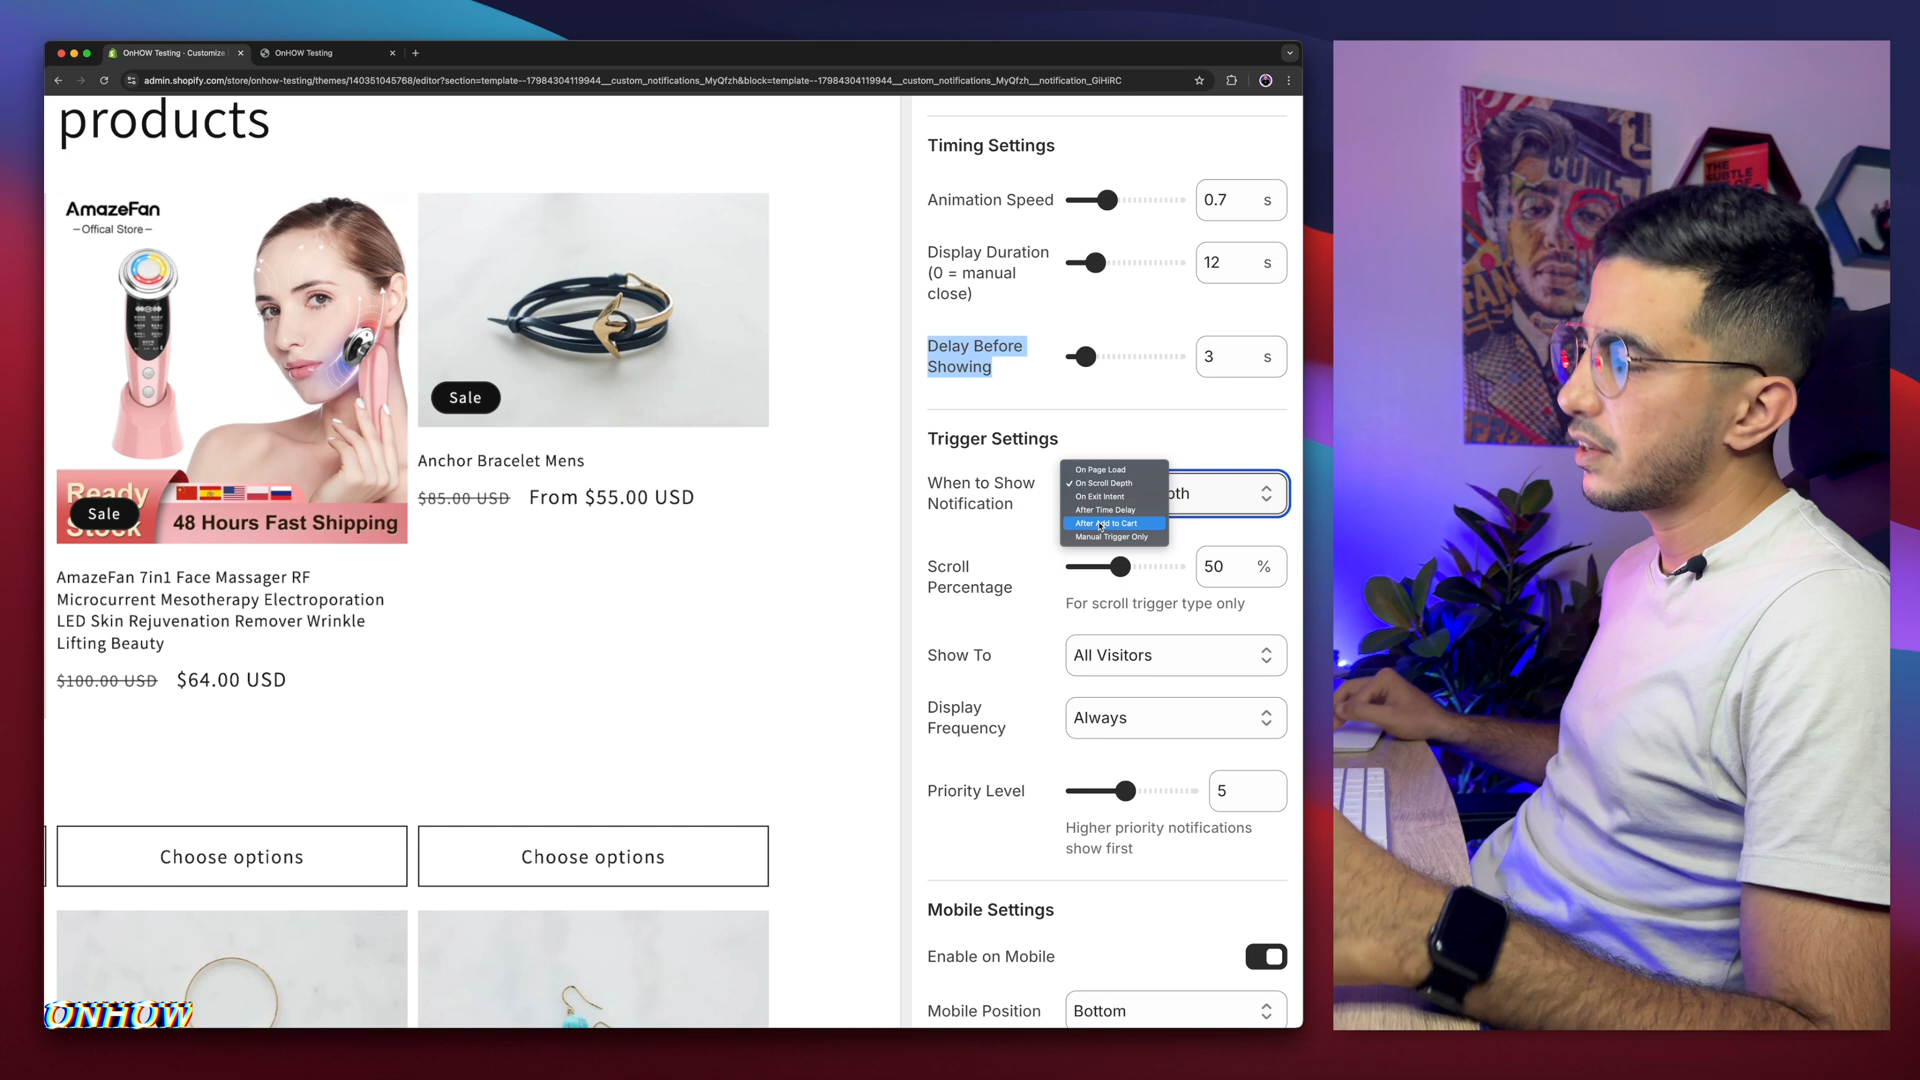 OnHOW Testing · Customize
OnHOW Testing
admin.shopify.com/store/onhow-testing/themes/140351045768/editor?section=template--17984304119944__custom_notifications_MyQfzh&block=template--17984304119944__custom_notifications_MyQfzh__notification_GiHiRC
products
AmazeFan
—Offical Store—
Ready
Stock
Sale
48 Hours Fast Shipping
AmazeFan 7in1 Face Massager RF
Microcurrent Mesotherapy Electroporation
LED Skin Rejuvenation Remover Wrinkle
Lifting Beauty
$100.00 USD $64.00 USD
Choose options
Sale
Anchor Bracelet Mens
$85.00 USD From $55.00 USD
Choose options
Timing Settings
Animation Speed 0.7 s
Display Duration
(0 = manual
close)
12 s
Delay Before
Showing
3 s
Trigger Settings
When to Show
Notification
On Page Load
✓ On Scroll Depth
On Exit Intent
After Time Delay
After Add to Cart
Manual Trigger Only
Scroll
Percentage
50 %
For scroll trigger type only
Show To All Visitors
Display
Frequency
Always
Priority Level 5
Higher priority notifications
show first
Mobile Settings
Enable on Mobile
Mobile Position Bottom
ONHOW
COME
FAN
THE
SUBTLE